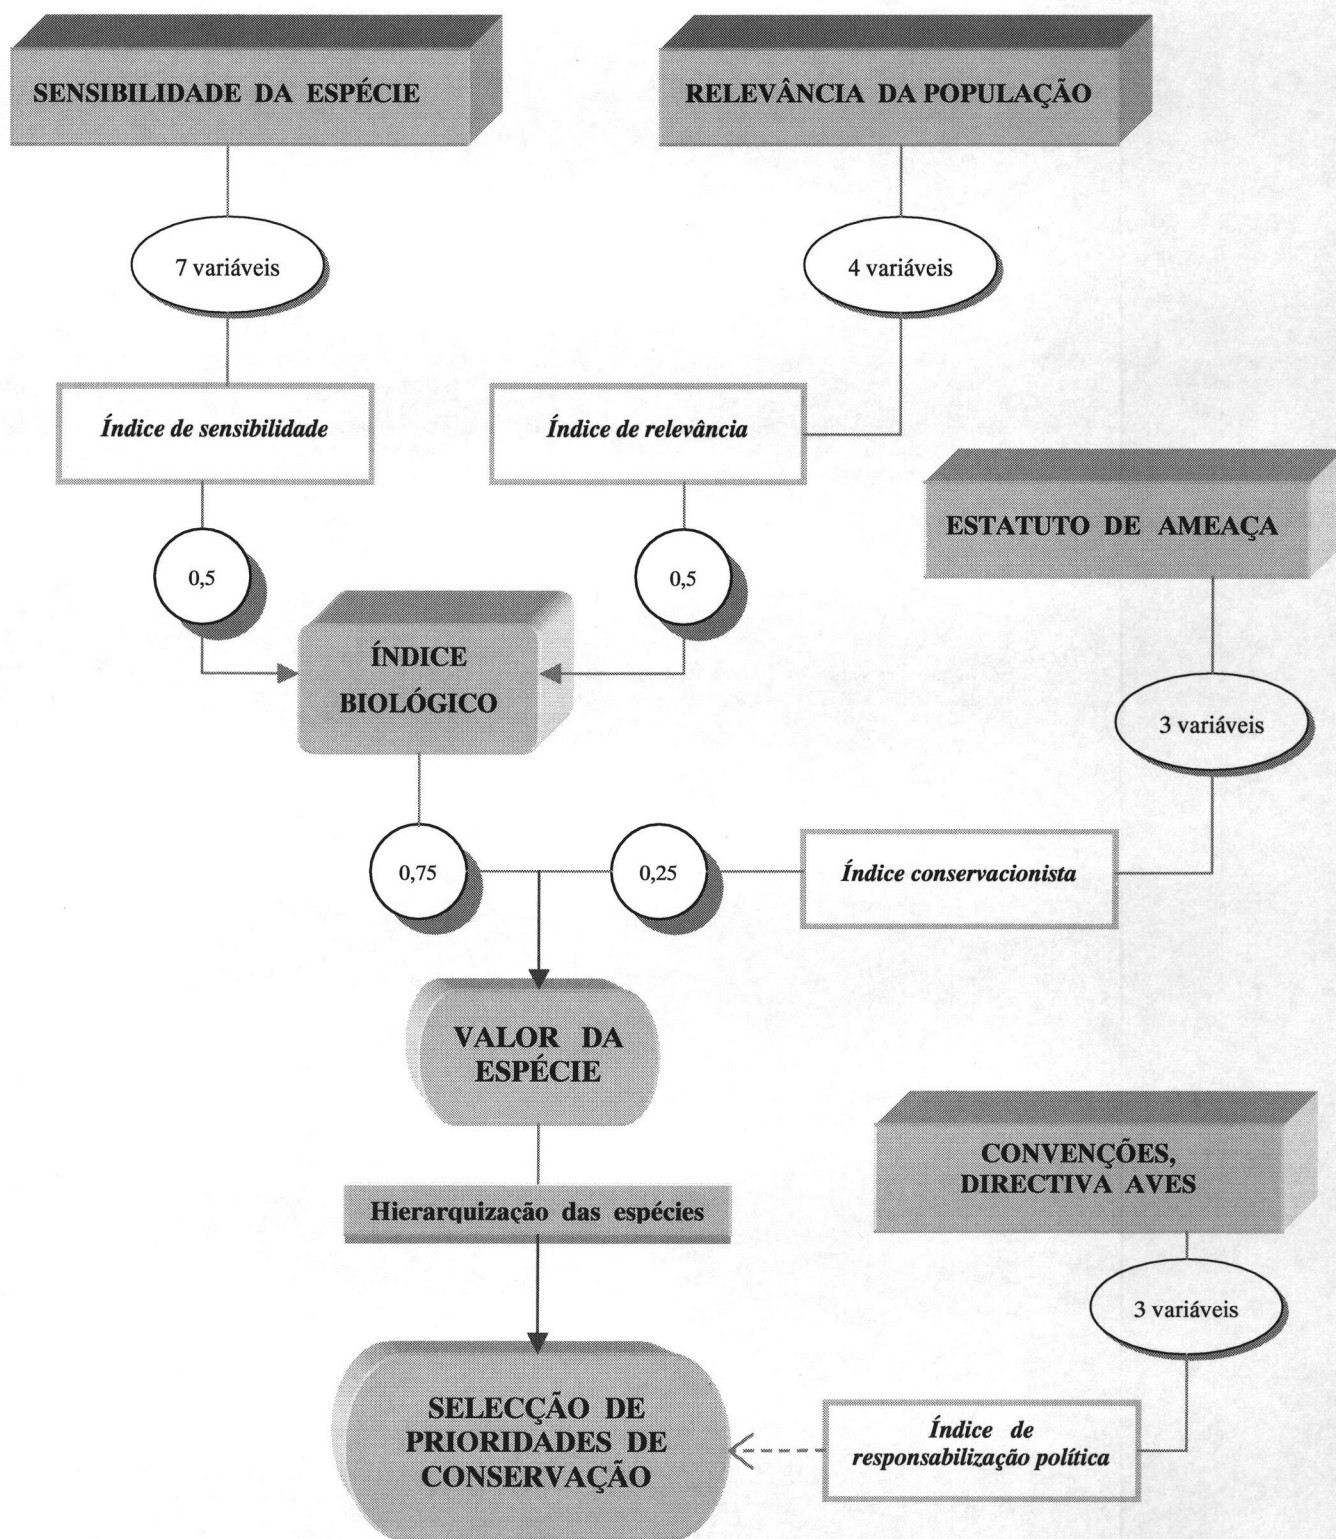 SENSIBILIDADE DA ESPÉCIE
RELEVÂNCIA DA POPULAÇÃO
7 variáveis
4 variáveis
Índice de sensibilidade
Índice de relevância
ESTATUTO DE AMEAÇA
0,5
0,5
ÍNDICE
BIOLÓGICO
3 variáveis
0,75
0,25
Índice conservacionista
VALOR DA
ESPÉCIE
CONVENÇÕES,
DIRECTIVA AVES
Hierarquização das espécies
3 variáveis
SELECÇÃO DE
PRIORIDADES DE
CONSERVAÇÃO
Índice de
responsabilização política